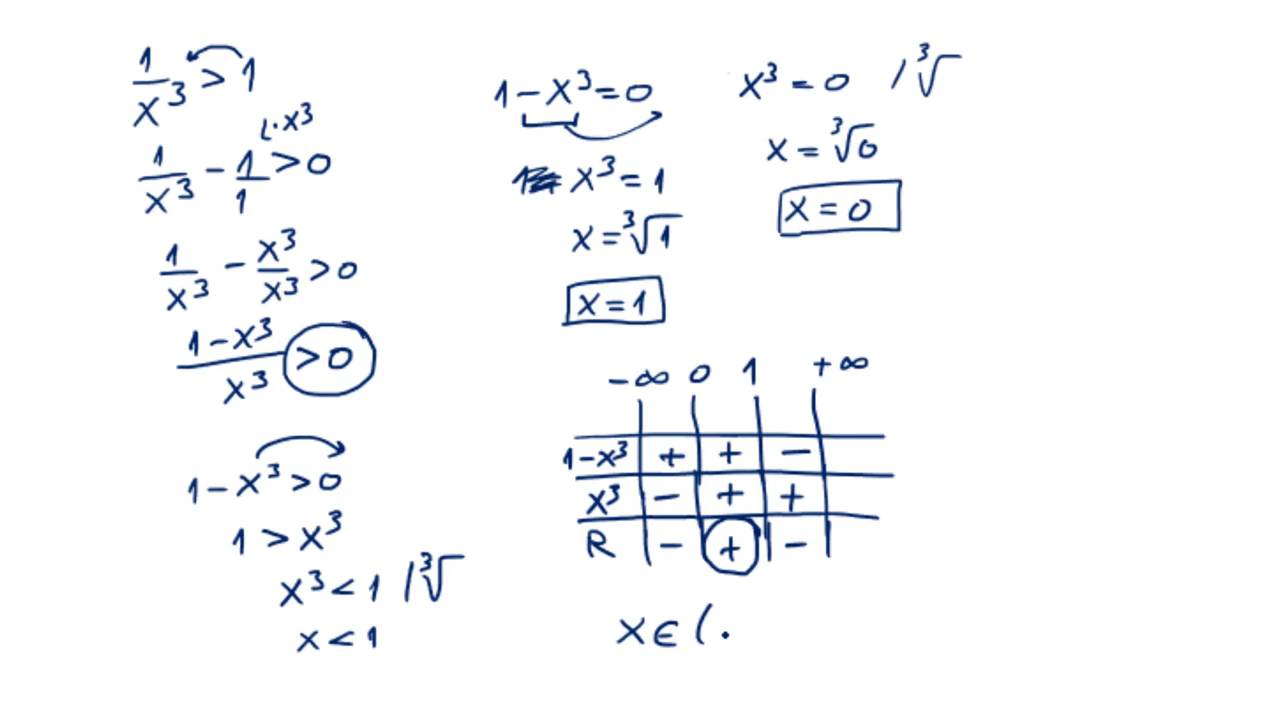 1/x³ > 1
1/x³ - 1/1 > 0
/·x³
1/x³ - x³/x³ > 0
(1-x³)/x³ > 0
1-x³ > 0
1 > x³
x³ < 1 /∛
x < 1
1-x³=0
x³=1
x=∛1
x=1
x³=0 /∛
x=∛0
x=0
-∞ 0 1 +∞
1-x³ + + -
x³ - + +
R - + -
x∈(.